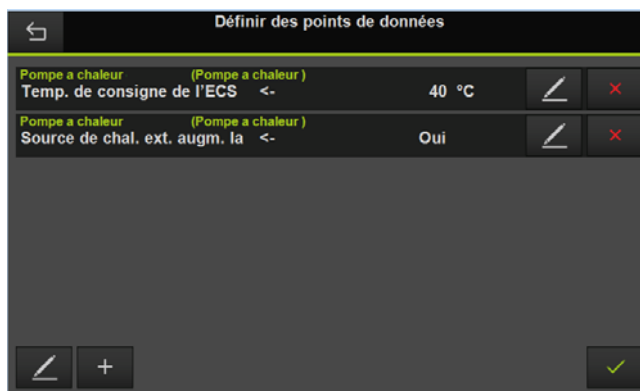 Définir des points de données
Pompe a chaleur (Pompe a chaleur )
Temp. de consigne de l'ECS <- 40 °C
Pompe a chaleur (Pompe a chaleur )
Source de chal. ext. augm. la <- Oui